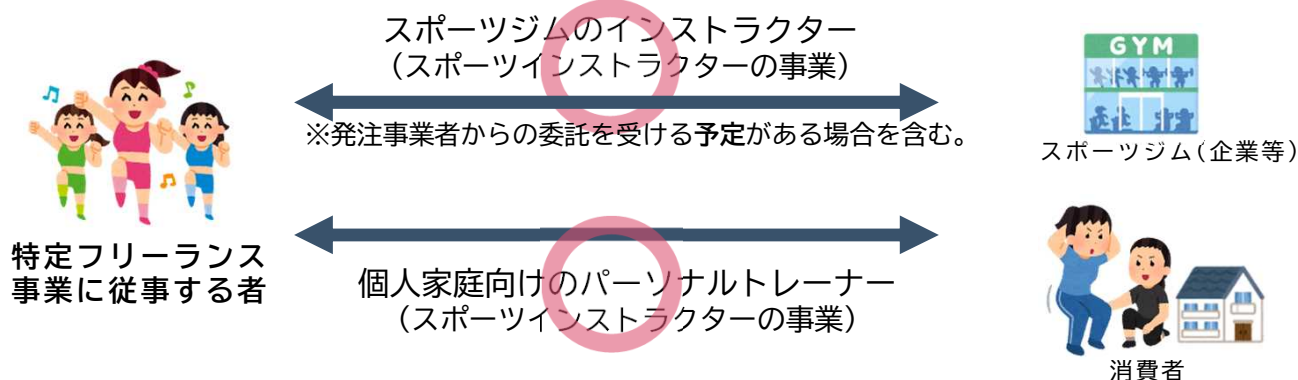 スポーツジムのインストラクター
（スポーツインストラクターの事業）
※発注事業者からの委託を受ける予定がある場合を含む。
GYM
スポーツジム(企業等)
特定フリーランス
事業に従事する者
個人家庭向けのパーソナルトレーナー
（スポーツインストラクターの事業）
消費者